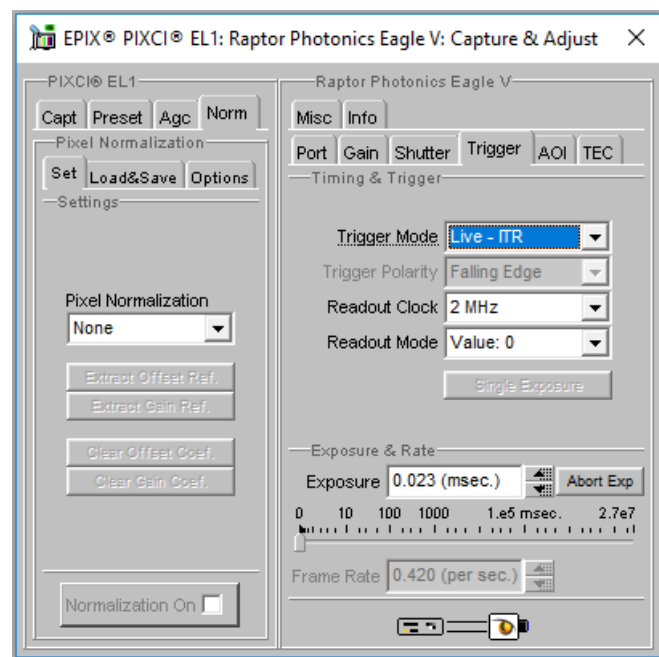 EPIX® PIXCI® EL1: Raptor Photonics Eagle V: Capture & Adjust
PIXCI® EL1
Capt Preset Agc Norm
Pixel Normalization
Set Load&Save Options
Settings
Pixel Normalization
None
Extract Offset Ref.
Extract Gain Ref.
Clear Offset Coef.
Clear Gain Coef.
Normalization On
Raptor Photonics Eagle V
Misc Info
Port Gain Shutter Trigger AOI TEC
Timing & Trigger
Trigger Mode Live - ITR
Trigger Polarity Falling Edge
Readout Clock 2 MHz
Readout Mode Value: 0
Single Exposure
Exposure & Rate
Exposure 0.023 (msec.) Abort Exp
0 10 100 1000 1.e5 msec. 2.7e7
Frame Rate 0.420 (per sec.)